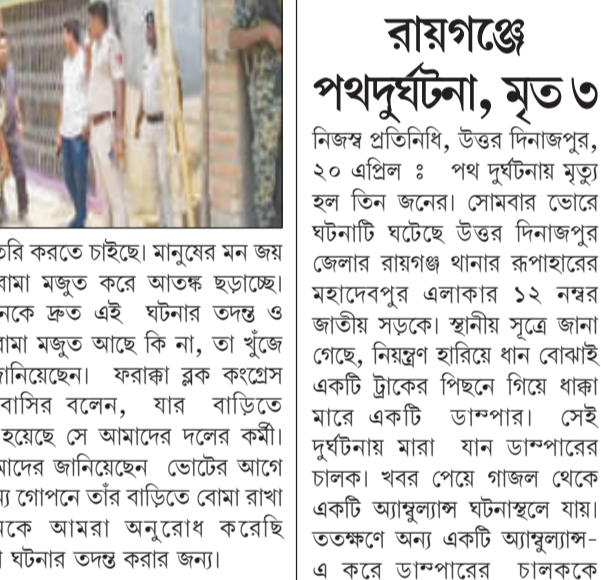 করতে চাইছে। মানুষের মন জয়
বোমা মজুত করে আতঙ্ক ছড়াচ্ছে।
দ্রুত এই ঘটনার তদন্ত ও
বোমা মজুত আছে কি না, তা খুঁজে
জানিয়েছেন। ফরাক্কা ব্লক কংগ্রেস
বাসির বলেন, যার বাড়িতে
হয়েছে সে আমাদের দলের কর্মী।
জানিয়েছেন ভোটের আগে
গোপনে তাঁর বাড়িতে বোমা রাখা
আমরা অনুরোধ করেছি
ঘটনার তদন্ত করার জন্য।
রায়গঞ্জে
পথদুর্ঘটনা, মৃত ৩
নিজস্ব প্রতিনিধি, উত্তর দিনাজপুর,
২০ এপ্রিল ঃ পথ দুর্ঘটনায় মৃত্যু
হল তিন জনের। সোমবার ভোরে
ঘটনাটি ঘটেছে উত্তর দিনাজপুর
জেলার রায়গঞ্জ থানার রূপাহারের
মহাদেবপুর এলাকার ১২ নম্বর
জাতীয় সড়কে। স্থানীয় সূত্রে জানা
গেছে, নিয়ন্ত্রণ হারিয়ে ধান বোঝাই
একটি ট্রাকের পিছনে গিয়ে ধাক্কা
মারে একটি ডাম্পার। সেই
দুর্ঘটনায় মারা যান ডাম্পারের
চালক। খবর পেয়ে গাজল থেকে
একটি অ্যাম্বুল্যান্স ঘটনাস্থলে যায়।
ততক্ষণে অন্য একটি অ্যাম্বুল্যান্স-
এ করে ডাম্পারের চালককে